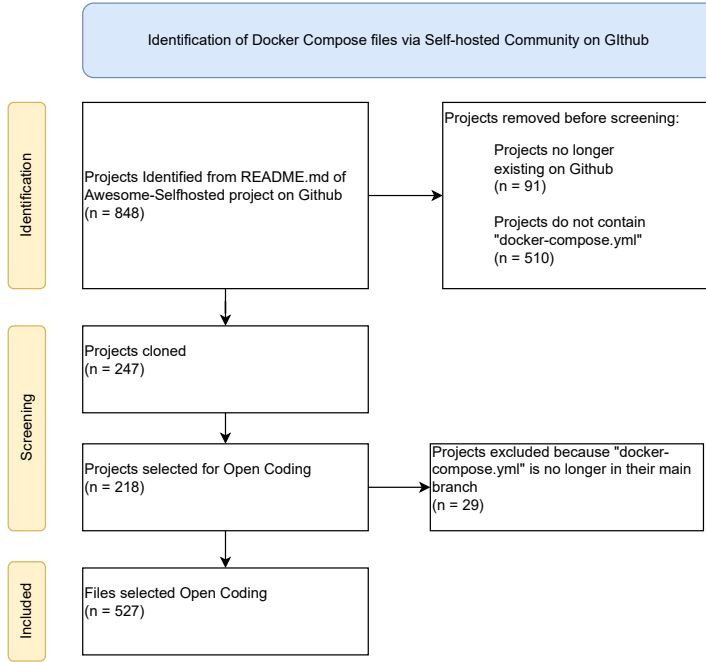 Identification of Docker Compose files via Self-hosted Community on GIthub
Identification
Projects Identified from README.md of
Awesome-Selfhosted project on Github
(n = 848)
Projects removed before screening:
Projects no longer
existing on Github
(n = 91)
Projects do not contain
"docker-compose.yml"
(n = 510)
Screening
Projects cloned
(n = 247)
Projects selected for Open Coding
(n = 218)
Projects excluded because "docker-
compose.yml" is no longer in their main
branch
(n = 29)
Included
Files selected Open Coding
(n = 527)